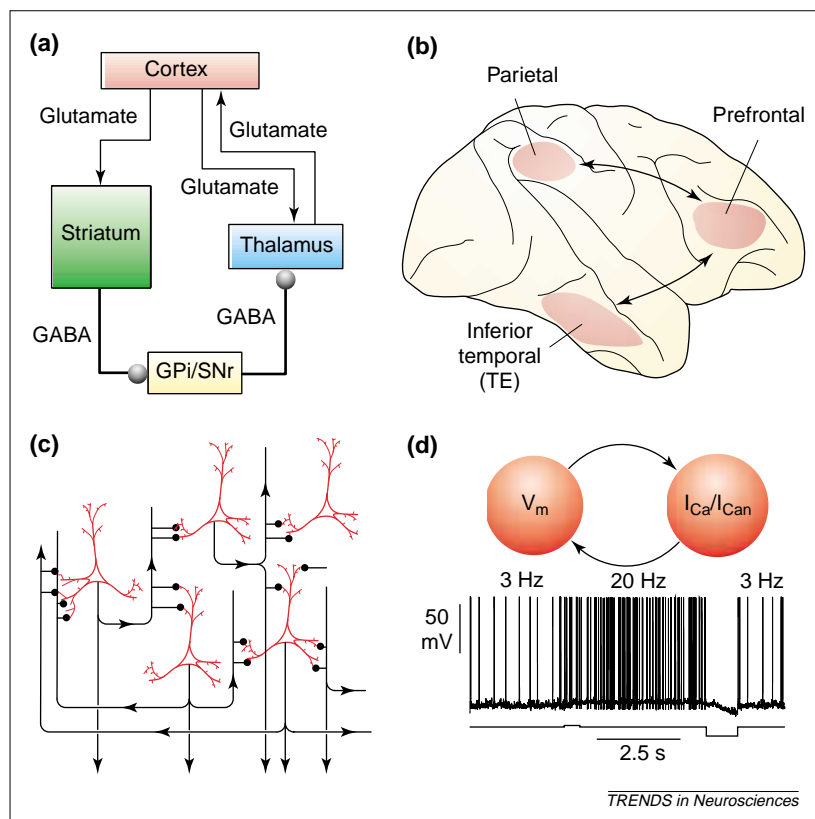 (a)
Cortex
Glutamate
Glutamate
Glutamate
Striatum
Thalamus
GABA
GABA
GPi/SNr
(b)
Parietal
Prefrontal
Inferior
temporal
(TE)
(c)
(d)
Vm
ICa/ICan
3 Hz 20 Hz 3 Hz
50
mV
2.5 s
TRENDS in Neurosciences